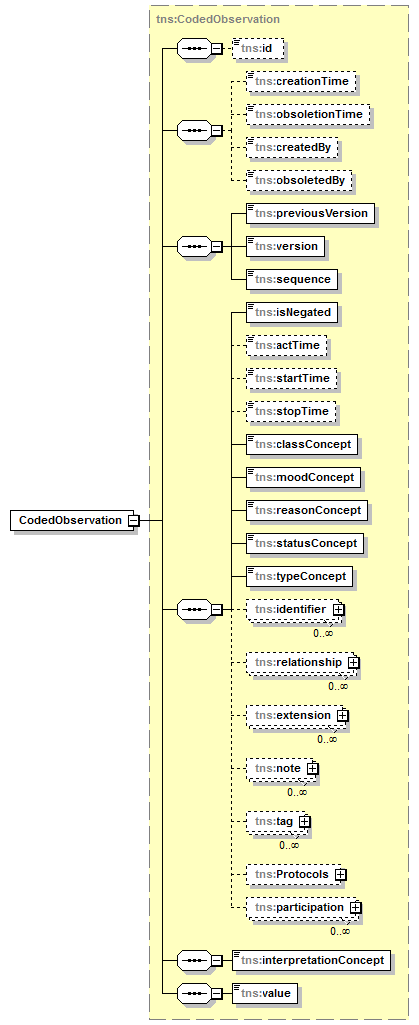 tns:CodedObservation
tns:id
tns:creationTime
tns:obsoletionTime
tns:createdBy
tns:obsoletedBy
tns:previousVersion
tns:version
tns:sequence
tns:isNegated
tns:actTime
tns:startTime
tns:stopTime
tns:classConcept
tns:moodConcept
tns:reasonConcept
CodedObservation
tns:statusConcept
tns:typeConcept
tns:identifier
0..∞
tns:relationship
0..∞
tns:extension
0..∞
tns:note
0..∞
tns:tag
0..∞
tns:Protocols
tns:participation
0..∞
tns:interpretationConcept
tns:value